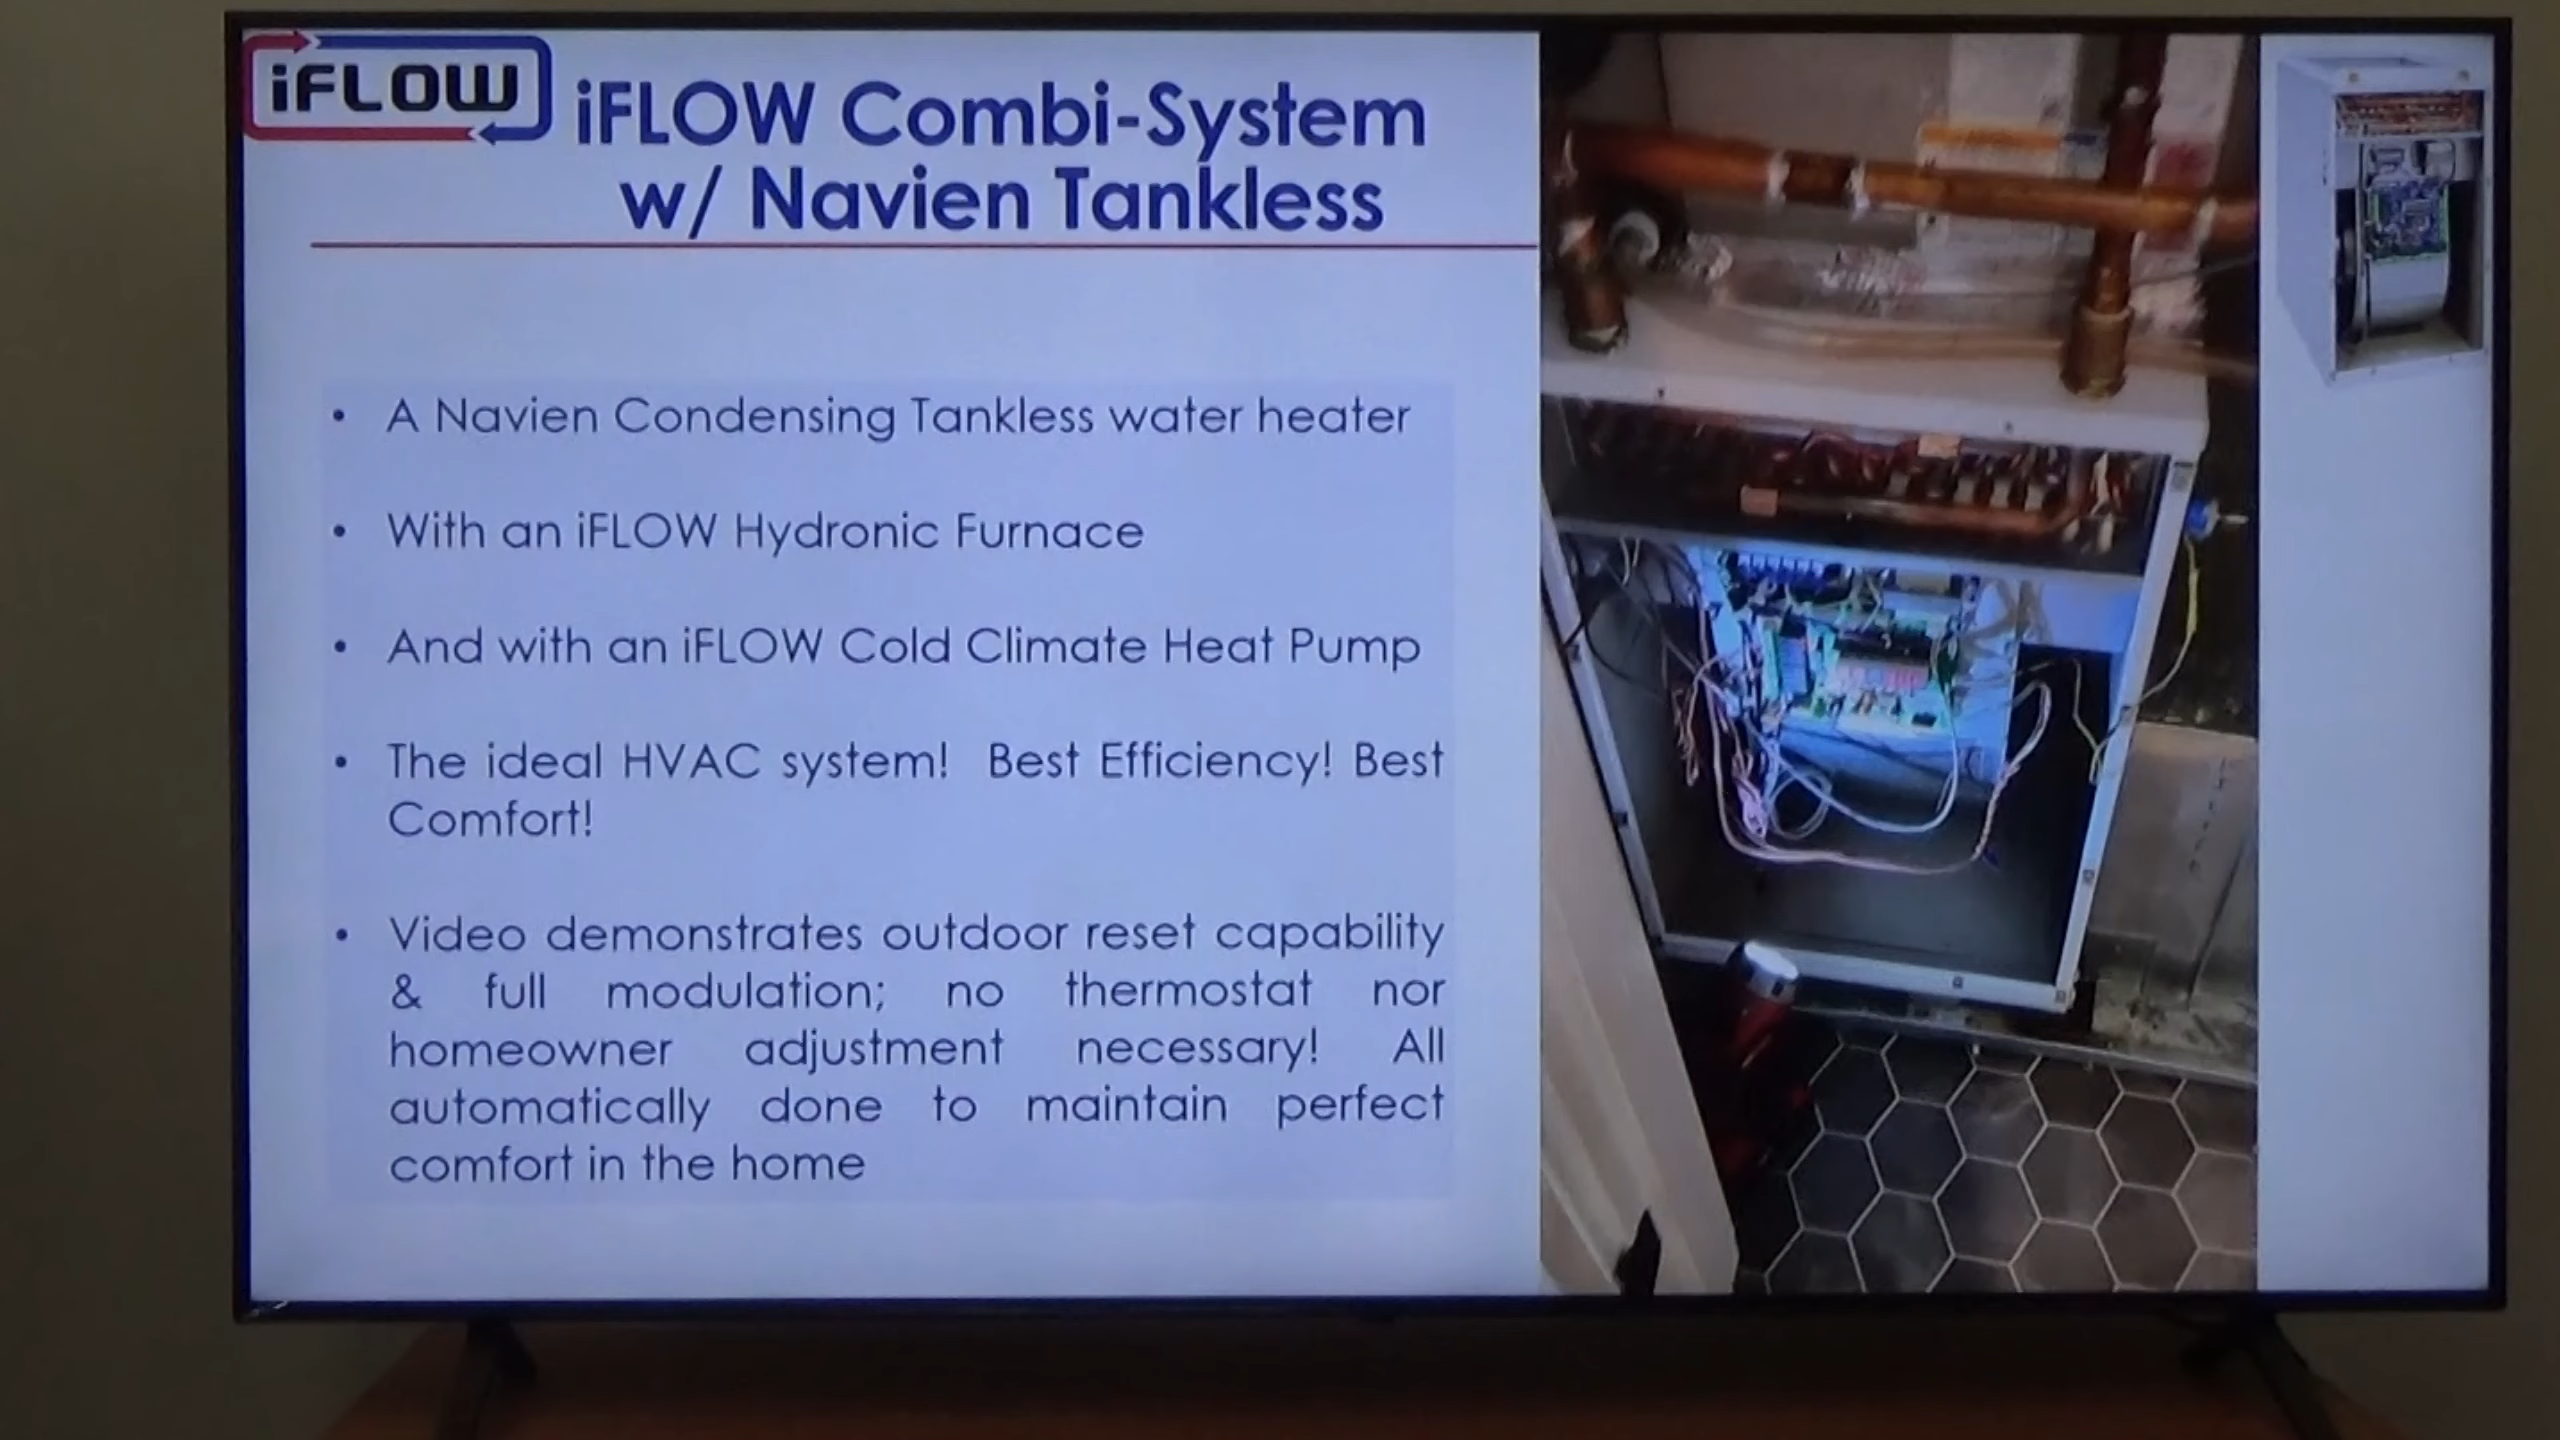 iFLOW
iFLOW Combi-System
w/ Navien Tankless
• A Navien Condensing Tankless water heater
• With an iFLOW Hydronic Furnace
• And with an iFLOW Cold Climate Heat Pump
• The ideal HVAC system! Best Efficiency! Best
Comfort!
• Video demonstrates outdoor reset capability
& full modulation; no thermostat nor
homeowner adjustment necessary! All
automatically done to maintain perfect
comfort in the home